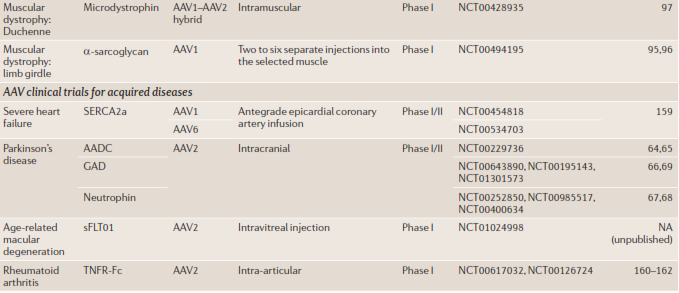 Muscular dystrophy: Duchenne Microdystrophin AAV1–AAV2 hybrid Intramuscular Phase I NCT00428935 97
Muscular dystrophy: limb girdle α-sarcoglycan AAV1 Two to six separate injections into the selected muscle Phase I NCT00494195 95,96
AAV clinical trials for acquired diseases
Severe heart failure SERCA2a AAV1 Antegrade epicardial coronary artery infusion Phase I/II NCT00454818 159
AAV6 NCT00534703
Parkinson's disease AADC AAV2 Intracranial Phase I/II NCT00229736 64,65
GAD NCT00643890, NCT00195143, NCT01301573 66,69
Neutrophin NCT00252850, NCT00985517, NCT00400634 67,68
Age-related macular degeneration sFLT01 AAV2 Intravitreal injection Phase I NCT01024998 NA (unpublished)
Rheumatoid arthritis TNFR-Fc AAV2 Intra-articular Phase I NCT00617032, NCT00126724 160–162